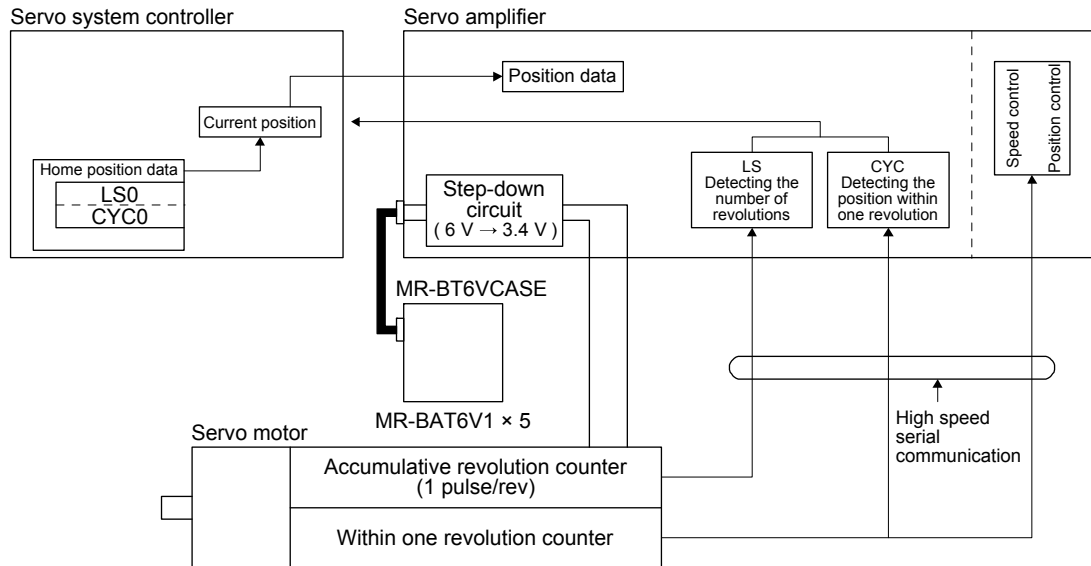 Servo system controller
Servo amplifier
Position data
Current position
Home position data
LS0
CYC0
Step-down
circuit
( 6 V → 3.4 V )
LS
Detecting the
number of
revolutions
CYC
Detecting the
position within
one revolution
Speed control
Position control
MR-BT6VCASE
MR-BAT6V1 × 5
High speed
serial
communication
Servo motor
Accumulative revolution counter
(1 pulse/rev)
Within one revolution counter